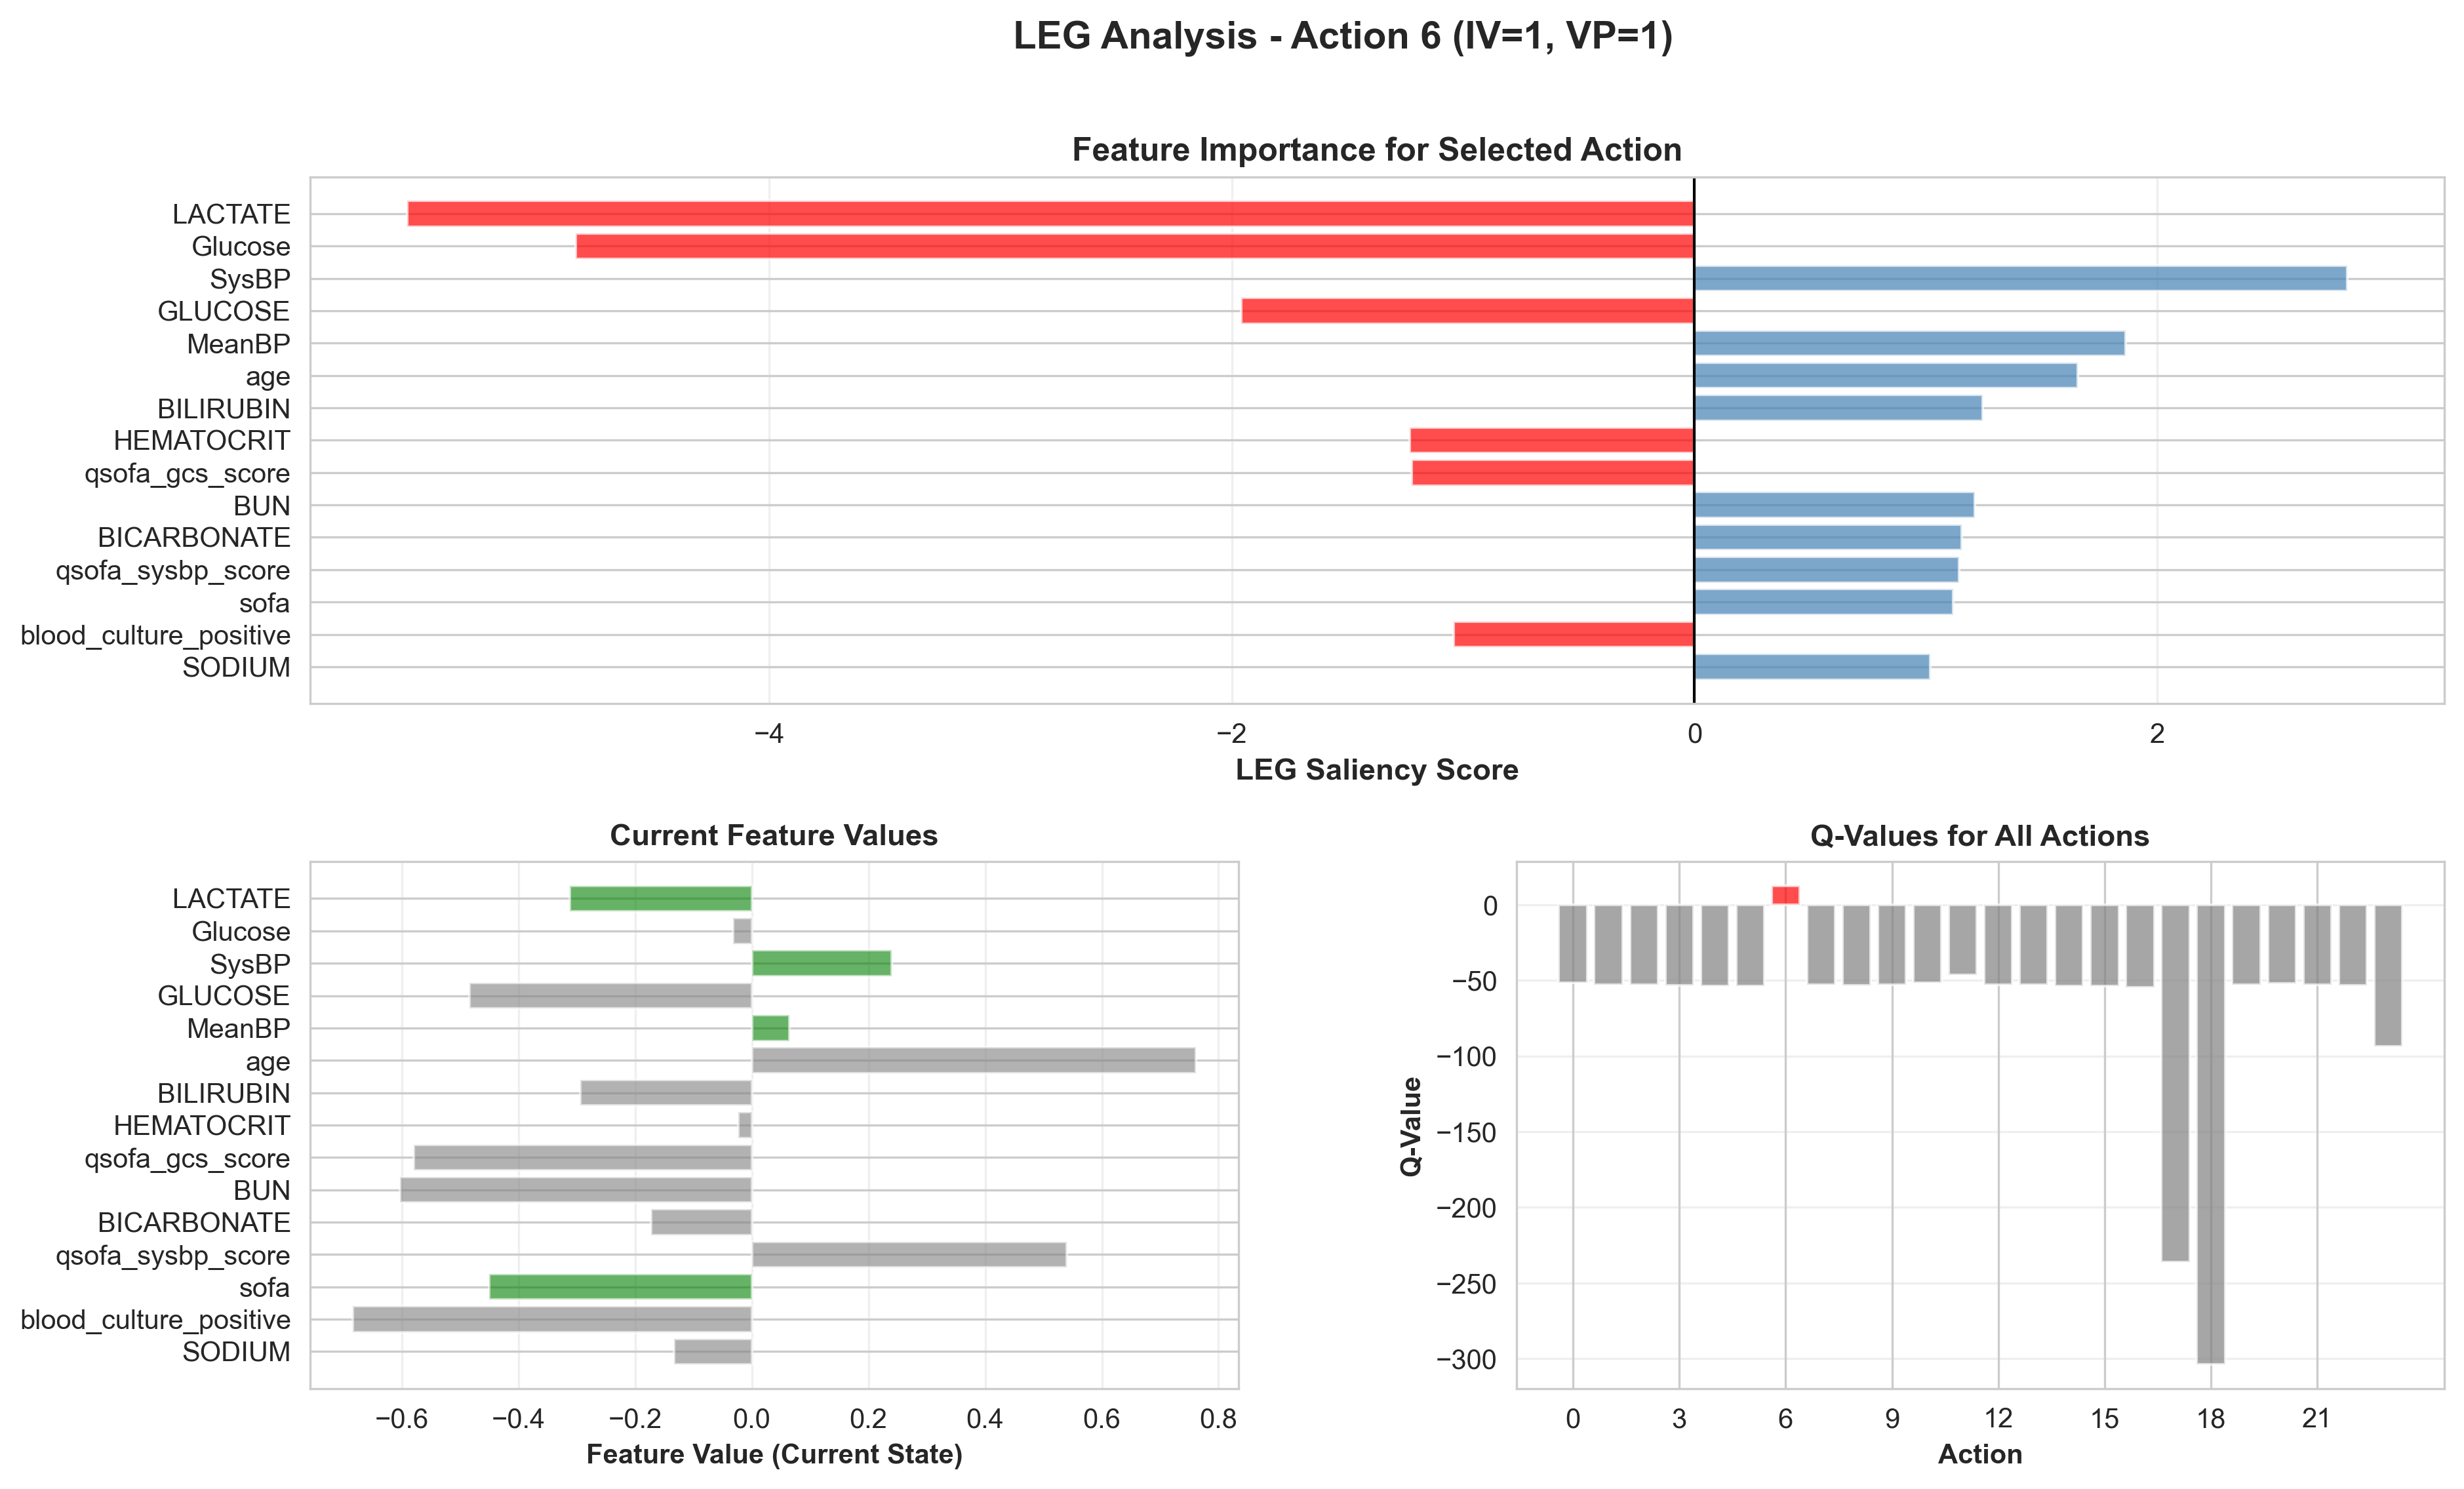 LEG Analysis - Action 6 (IV=1, VP=1)
Feature Importance for Selected Action
LACTATE
Glucose
SysBP
GLUCOSE
MeanBP
age
BILIRUBIN
HEMATOCRIT
qsofa_gcs_score
BUN
BICARBONATE
qsofa_sysbp_score
sofa
blood_culture_positive
SODIUM
−4 −2 0 2
LEG Saliency Score
Current Feature Values
LACTATE
Glucose
SysBP
GLUCOSE
MeanBP
age
BILIRUBIN
HEMATOCRIT
qsofa_gcs_score
BUN
BICARBONATE
qsofa_sysbp_score
sofa
blood_culture_positive
SODIUM
−0.6 −0.4 −0.2 0.0 0.2 0.4 0.6 0.8
Feature Value (Current State)
Q-Values for All Actions
Q-Value
0
−50
−100
−150
−200
−250
−300
0 3 6 9 12 15 18 21
Action